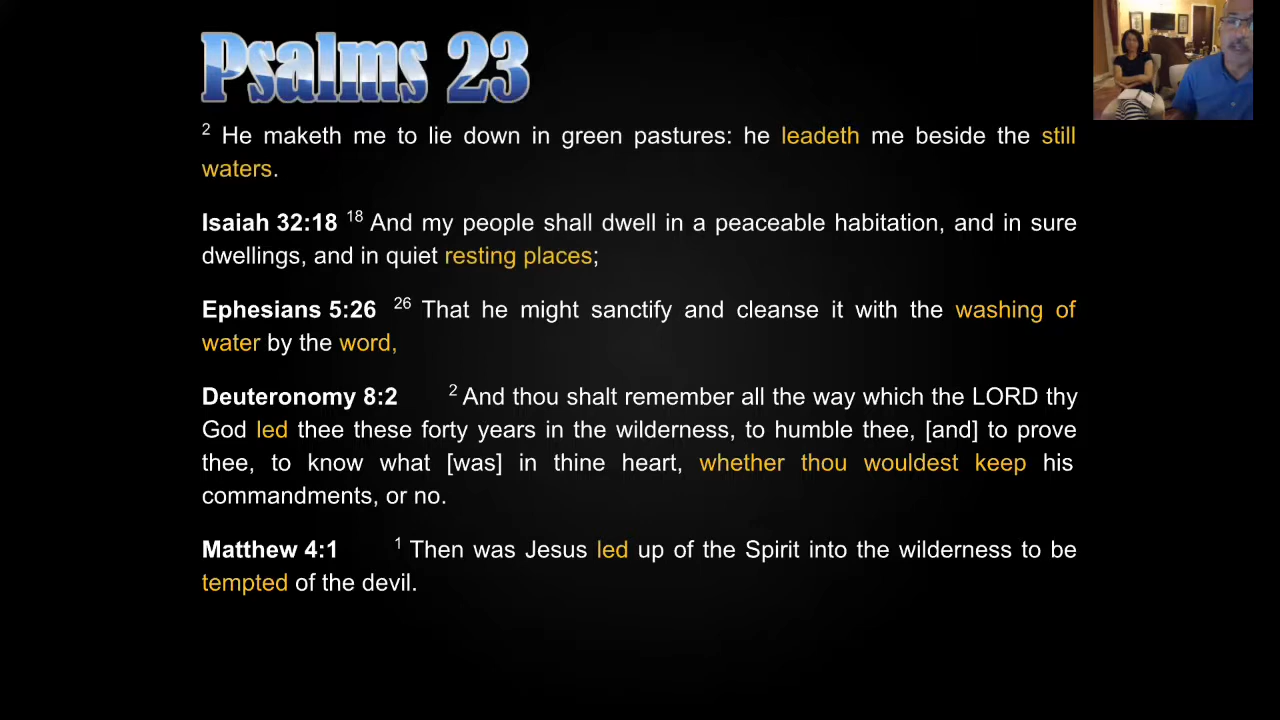 Psalms 23
2 He maketh me to lie down in green pastures: he leadeth me beside the still
waters.
Isaiah 32:18 18 And my people shall dwell in a peaceable habitation, and in sure
dwellings, and in quiet resting places;
Ephesians 5:26 26 That he might sanctify and cleanse it with the washing of
water by the word,
Deuteronomy 8:2 2 And thou shalt remember all the way which the LORD thy
God led thee these forty years in the wilderness, to humble thee, [and] to prove
thee, to know what [was] in thine heart, whether thou wouldest keep his
commandments, or no.
Matthew 4:1 1 Then was Jesus led up of the Spirit into the wilderness to be
tempted of the devil.